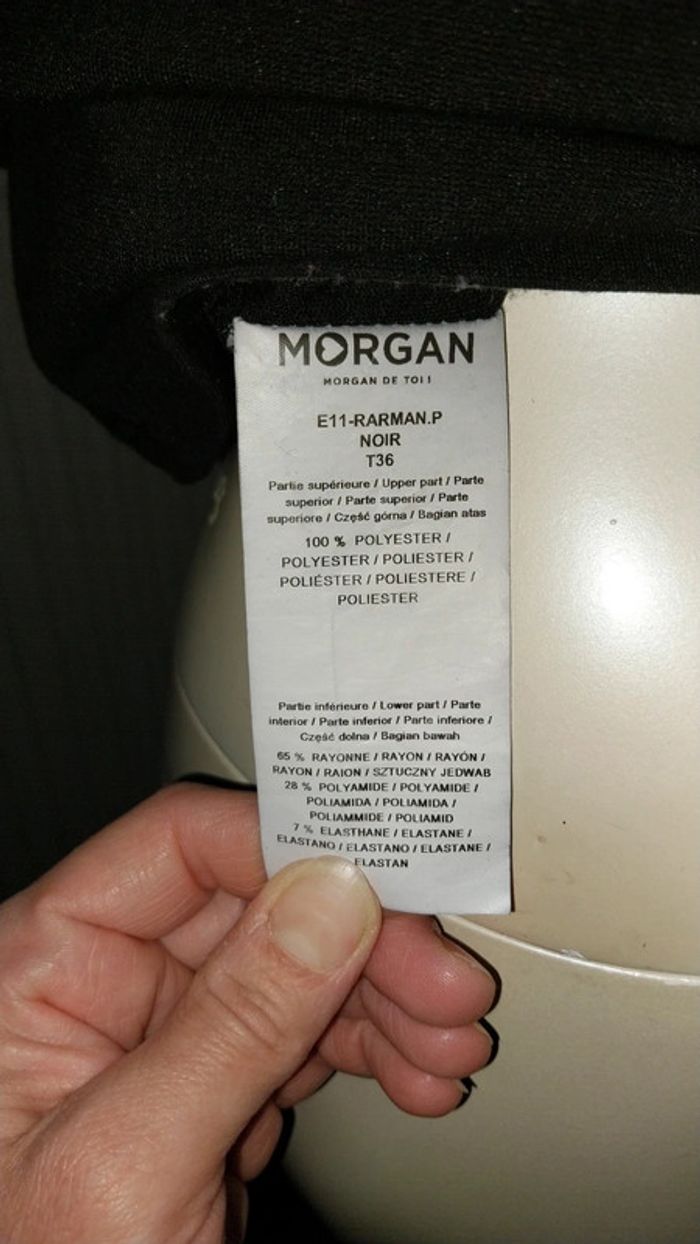 MORGAN
MORGAN DE TOI !
E11-RARMAN.P
NOIR
T36
Partie supérieure / Upper part / Parte
superior / Parte superior / Parte
superiore / Część górna / Bagian atas
100 % POLYESTER /
POLYESTER / POLIESTER /
POLIÉSTER / POLIESTERE /
POLIESTER
Partie inférieure / Lower part / Parte
interior / Parte inferior / Parte inferiore /
Część dolna / Bagian bawah
65 % RAYONNE / RAYON / RAYÓN /
RAYON / RAION / SZTUCZNY JEDWAB
28 % POLYAMIDE / POLYAMIDE /
POLIAMIDA / POLIAMIDA /
POLIAMMIDE / POLIAMID
7 % ELASTHANE / ELASTANE /
ELASTANO / ELASTANO / ELASTANE /
ELASTAN